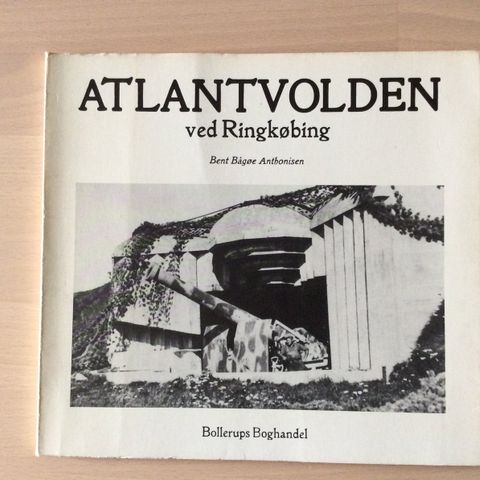 ATLANTVOLDEN
ved Ringkøbing
Bent Bågøe Anthonisen
Bollerups Boghandel